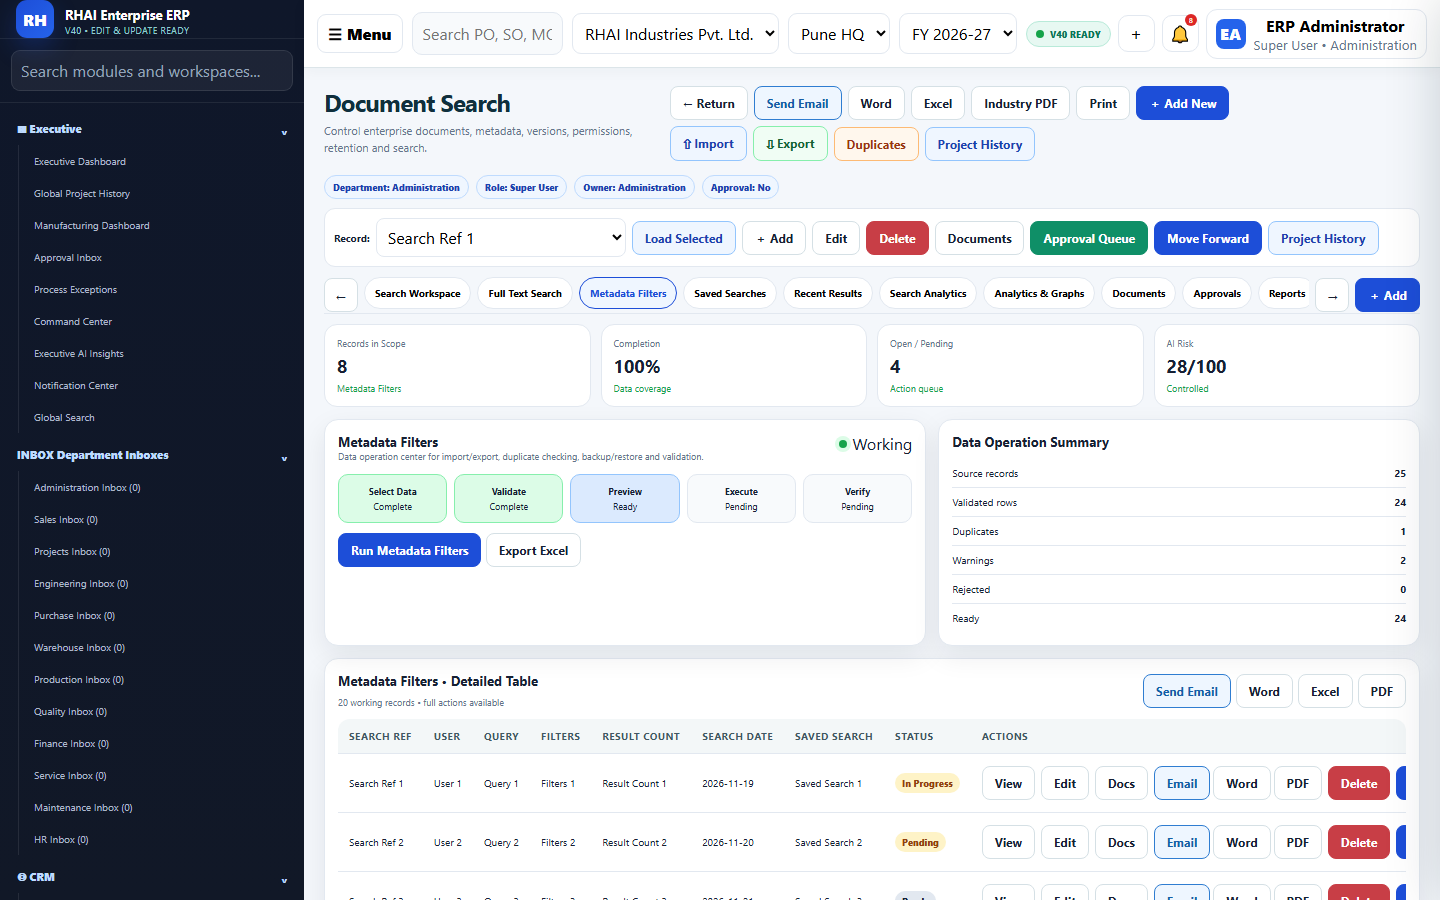 RH
RHAI Enterprise ERP
V40 • EDIT & UPDATE READY
Search modules and workspaces...
Executive
Executive Dashboard
Global Project History
Manufacturing Dashboard
Approval Inbox
Process Exceptions
Command Center
Executive AI Insights
Notification Center
Global Search
INBOX Department Inboxes
Administration Inbox (0)
Sales Inbox (0)
Projects Inbox (0)
Engineering Inbox (0)
Purchase Inbox (0)
Warehouse Inbox (0)
Production Inbox (0)
Quality Inbox (0)
Finance Inbox (0)
Service Inbox (0)
Maintenance Inbox (0)
HR Inbox (0)
CRM
☰ Menu
Search PO, SO, MO
RHAI Industries Pvt. Ltd.
Pune HQ
FY 2026-27
V40 READY
+
8
EA
ERP Administrator
Super User • Administration
Document Search
Control enterprise documents, metadata, versions, permissions,
retention and search.
← Return
Send Email
Word
Excel
Industry PDF
Print
+ Add New
⇧ Import
⇩ Export
Duplicates
Project History
Department: Administration
Role: Super User
Owner: Administration
Approval: No
Record:
Search Ref 1
Load Selected
+ Add
Edit
Delete
Documents
Approval Queue
Move Forward
Project History
←
Search Workspace
Full Text Search
Metadata Filters
Saved Searches
Recent Results
Search Analytics
Analytics & Graphs
Documents
Approvals
Reports
→
+ Add
Records in Scope
8
Metadata Filters
Completion
100%
Data coverage
Open / Pending
4
Action queue
AI Risk
28/100
Controlled
Metadata Filters
Data operation center for import/export, duplicate checking, backup/restore and validation.
Working
Select Data
Complete
Validate
Complete
Preview
Ready
Execute
Pending
Verify
Pending
Run Metadata Filters
Export Excel
Data Operation Summary
Source records 25
Validated rows 24
Duplicates 1
Warnings 2
Rejected 0
Ready 24
Metadata Filters • Detailed Table
20 working records • full actions available
Send Email
Word
Excel
PDF
SEARCH REF USER QUERY FILTERS RESULT COUNT SEARCH DATE SAVED SEARCH STATUS ACTIONS
Search Ref 1 User 1 Query 1 Filters 1 Result Count 1 2026-11-19 Saved Search 1 In Progress View Edit Docs Email Word PDF Delete
Search Ref 2 User 2 Query 2 Filters 2 Result Count 2 2026-11-20 Saved Search 2 Pending View Edit Docs Email Word PDF Delete